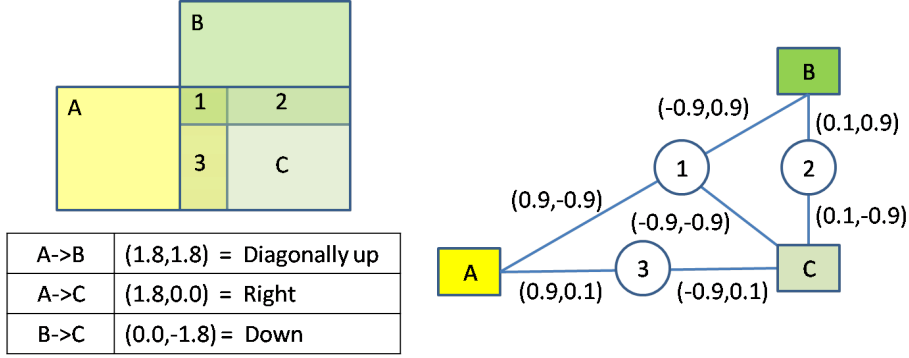 B
A
1
2
3
C
A->B (1.8,1.8) = Diagonally up
A->C (1.8,0.0) = Right
B->C (0.0,-1.8) = Down
B
(-0.9,0.9)
(0.1,0.9)
1
2
(0.9,-0.9)
(-0.9,-0.9)
(0.1,-0.9)
A
3
C
(0.9,0.1)
(-0.9,0.1)